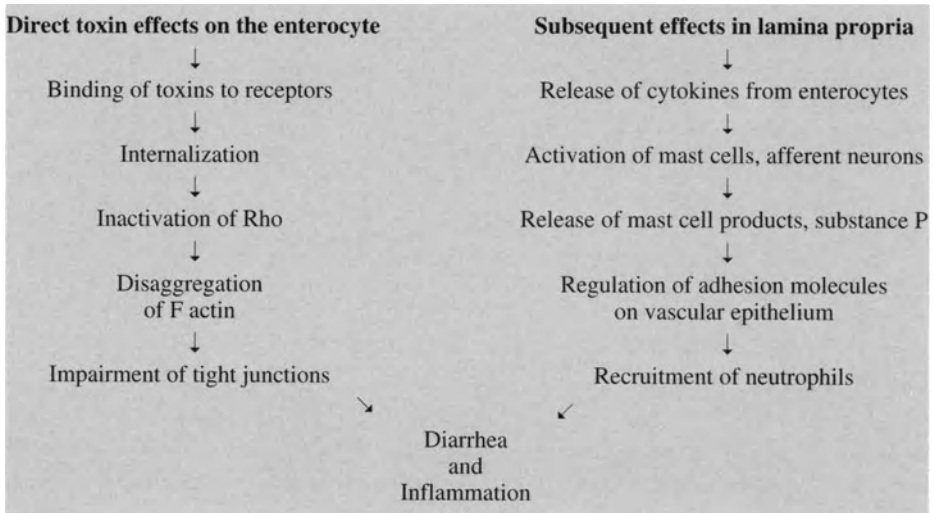 Direct toxin effects on the enterocyte
↓
Binding of toxins to receptors
↓
Internalization
↓
Inactivation of Rho
↓
Disaggregation
of F actin
↓
Impairment of tight junctions
↘
Subsequent effects in lamina propria
↓
Release of cytokines from enterocytes
↓
Activation of mast cells, afferent neurons
↓
Release of mast cell products, substance P
↓
Regulation of adhesion molecules
on vascular epithelium
↓
Recruitment of neutrophils
↙
Diarrhea
and
Inflammation